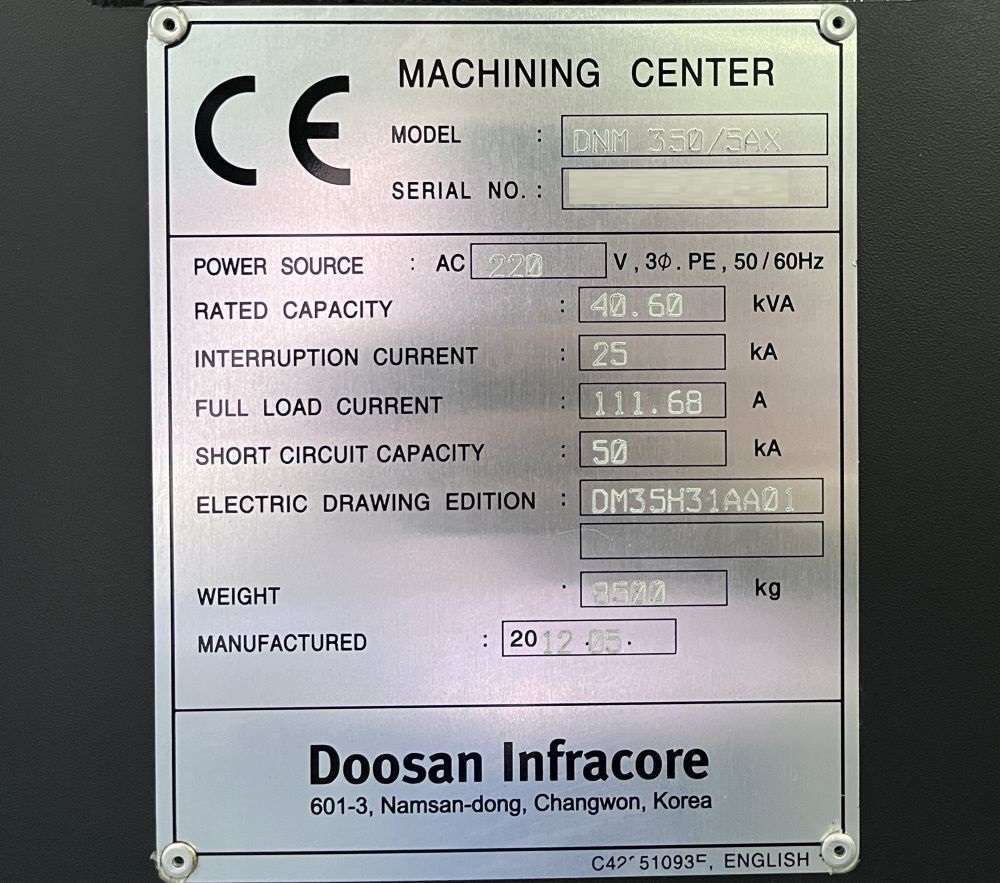 CE MACHINING CENTER
MODEL : DNM 350/5AX
SERIAL NO. :
POWER SOURCE : AC 220 V, 3Φ. PE, 50/60Hz
RATED CAPACITY : 40.60 kVA
INTERRUPTION CURRENT : 25 kA
FULL LOAD CURRENT : 111.68 A
SHORT CIRCUIT CAPACITY : 50 kA
ELECTRIC DRAWING EDITION : DM35H31AA01
WEIGHT : kg
MANUFACTURED : 2012.05.
Doosan Infracore
601-3, Namsan-dong, Changwon, Korea
ENGLISH